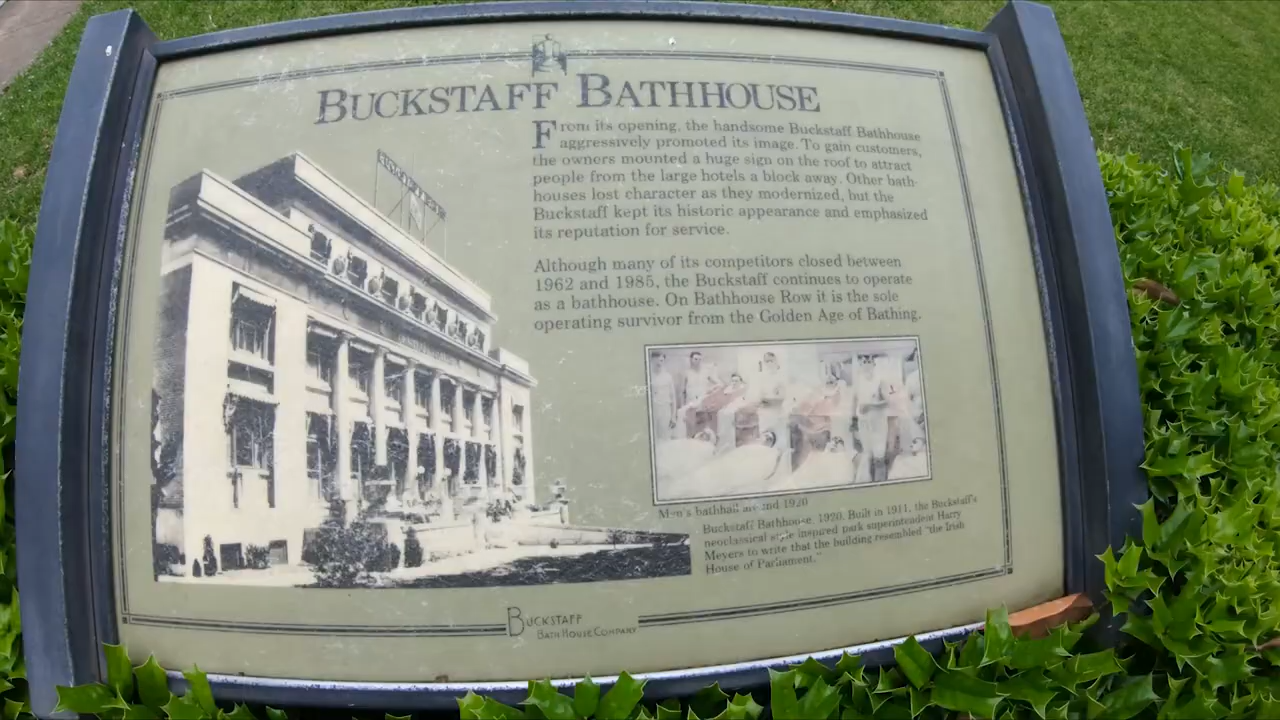 BUCKSTAFF BATHHOUSE
From its opening, the handsome Buckstaff Bathhouse
aggressively promoted its image. To gain customers,
the owners mounted a huge sign on the roof to attract
people from the large hotels a block away. Other bath-
houses lost character as they modernized, but the
Buckstaff kept its historic appearance and emphasized
its reputation for service.
Although many of its competitors closed between
1962 and 1985, the Buckstaff continues to operate
as a bathhouse. On Bathhouse Row it is the sole
operating survivor from the Golden Age of Bathing.
Men's bathhall around 1920
Buckstaff Bathhouse, 1920. Built in 1911, the Buckstaff's
neoclassical style inspired park superintendent Harry
Meyers to write that the building resembled "the Irish
House of Parliament."
BUCKSTAFF
BATH HOUSE COMPANY